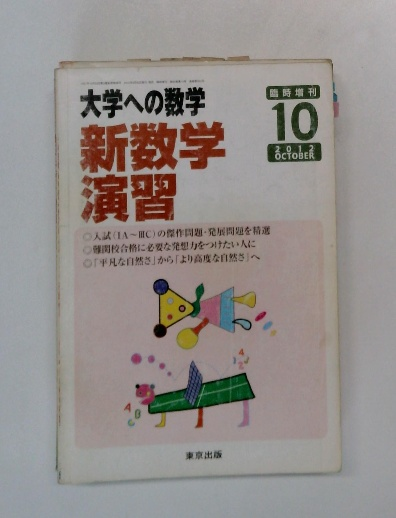 臨時増刊
大学への数学
10
2012
OCTOBER
新数学
演習
◎入試(IA~ⅢC)の傑作問題・発展問題を精選
◎難関校合格に必要な発想力をつけたい人に
◎「平凡な自然さ」から「より高度な自然さ」へ
A
B
C
A
B
C
東京出版